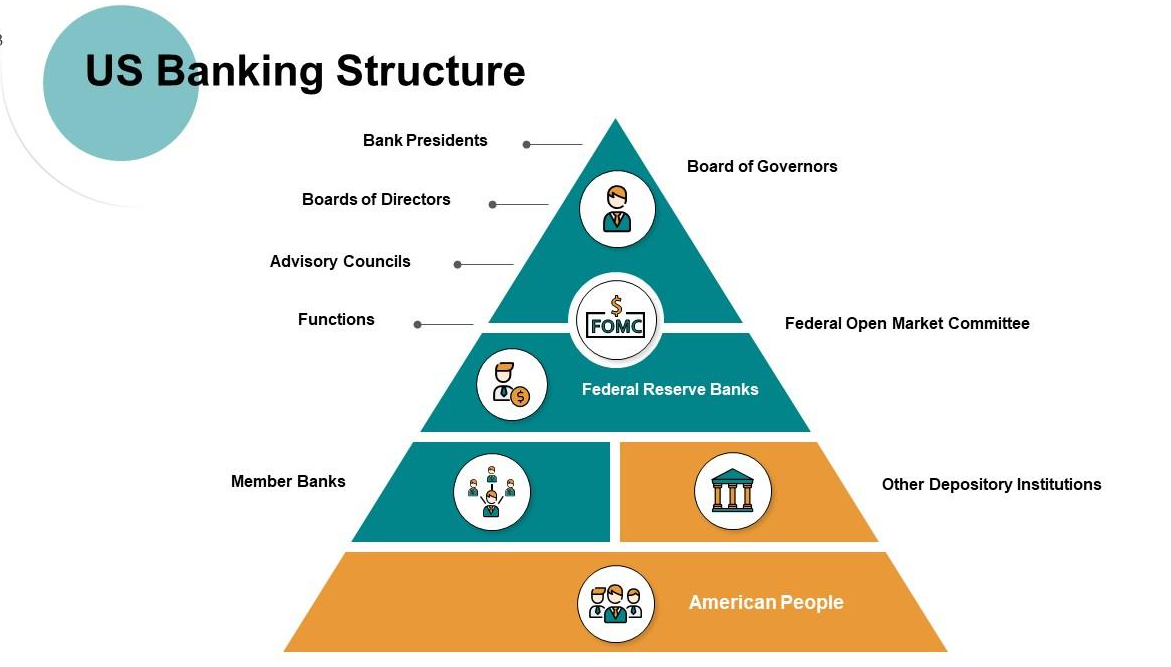 US Banking Structure
Bank Presidents
Board of Governors
Boards of Directors
Advisory Councils
Functions
$
FOMC
Federal Open Market Committee
$
Federal Reserve Banks
Member Banks
Other Depository Institutions
American People